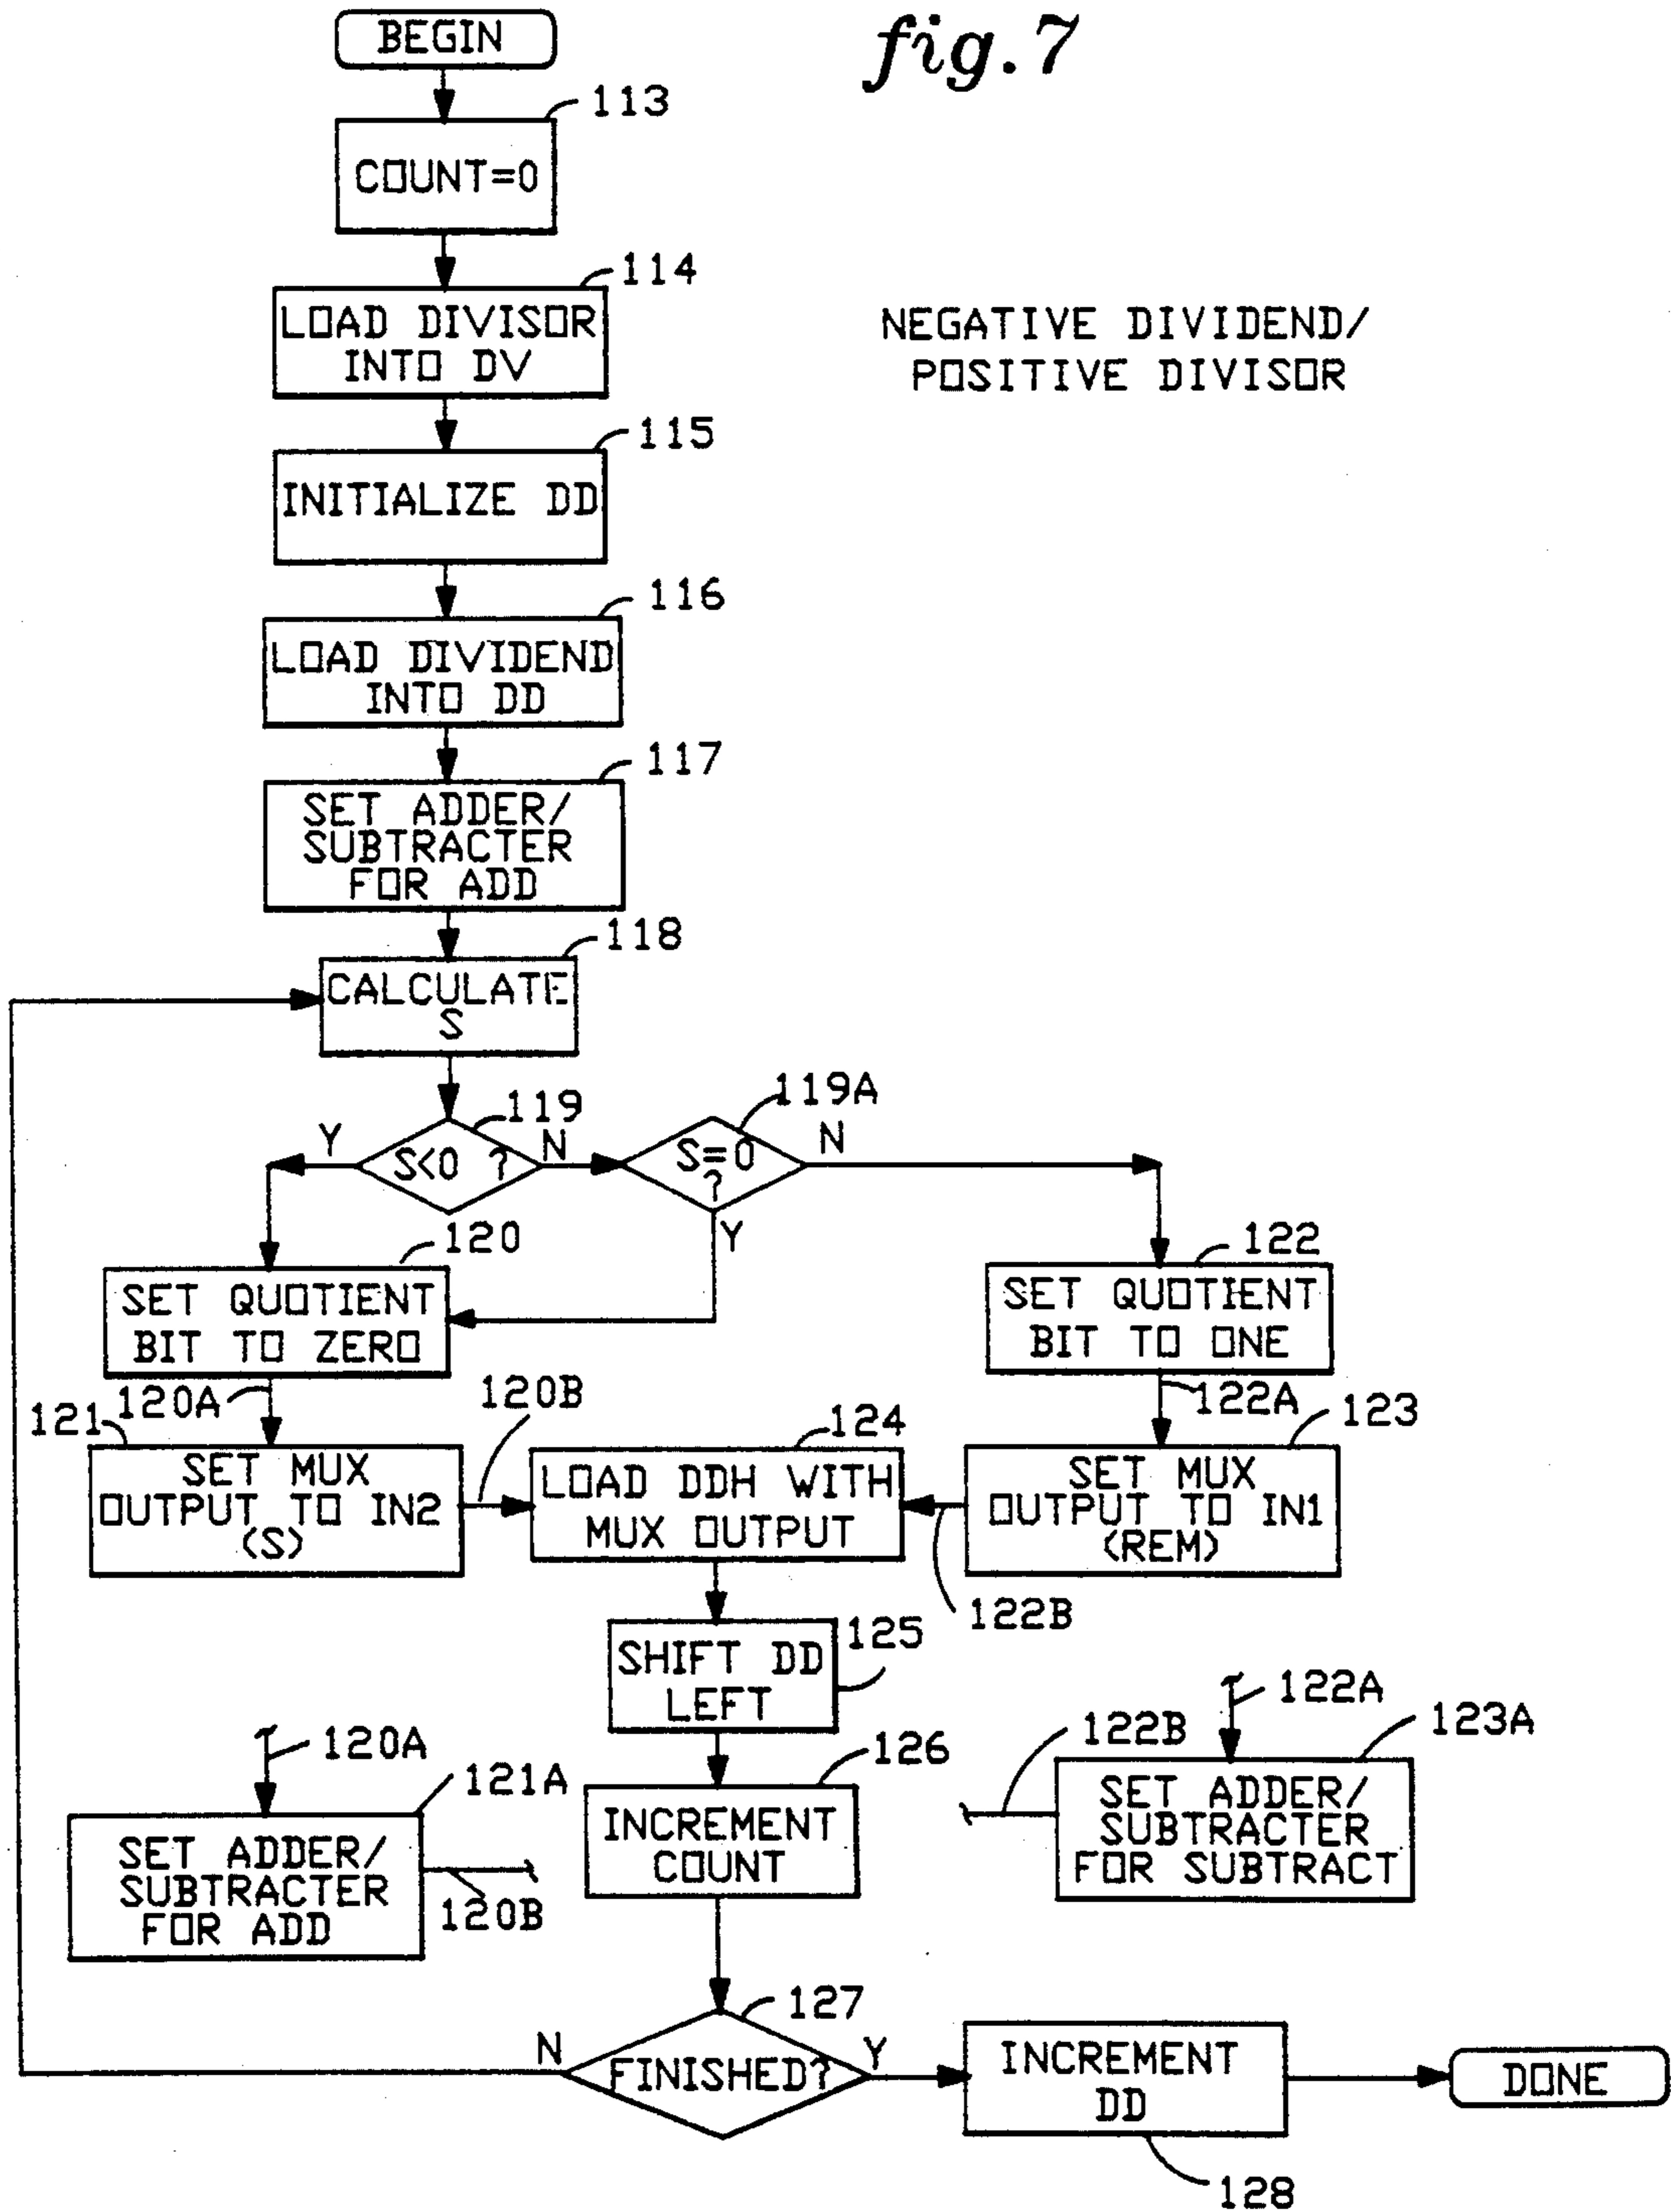 BEGIN
fig. 7
113
COUNT=0
114
LOAD DIVISOR
INTO DV
NEGATIVE DIVIDEND/
POSITIVE DIVISOR
115
INITIALIZE DD
116
LOAD DIVIDEND
INTO DD
117
SET ADDER/
SUBTRACTER
FOR ADD
118
CALCULATE
S
119
Y
S<0 ?
N
119A
S=0
?
N
Y
120
SET QUOTIENT
BIT TO ZERO
122
SET QUOTIENT
BIT TO ONE
120A
120B
122A
121
SET MUX
OUTPUT TO IN2
(S)
124
LOAD DDH WITH
MUX OUTPUT
123
SET MUX
OUTPUT TO IN1
(REM)
122B
125
SHIFT DD
LEFT
120A
121A
SET ADDER/
SUBTRACTER
FOR ADD
120B
126
INCREMENT
COUNT
122A
122B
123A
SET ADDER/
SUBTRACTER
FOR SUBTRACT
127
N
FINISHED?
Y
INCREMENT
DD
128
DONE